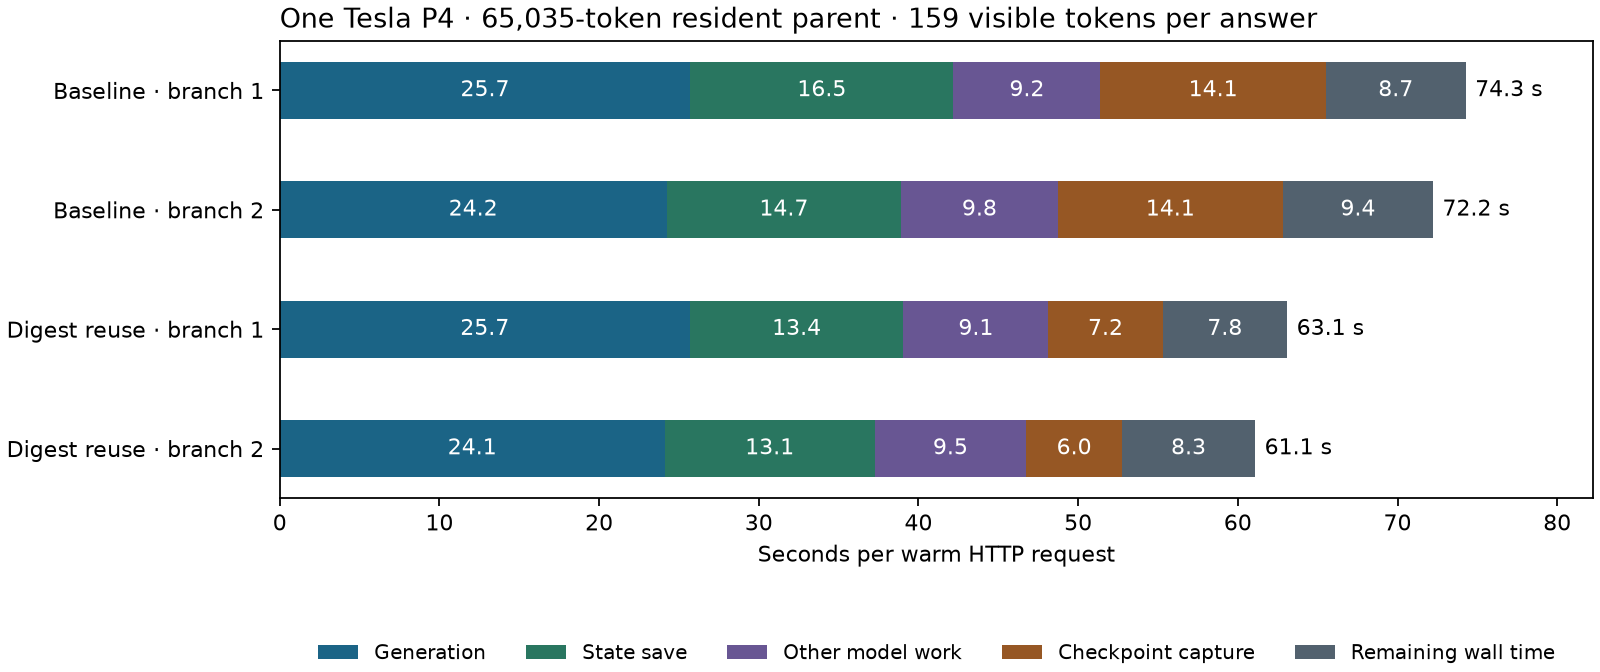 One Tesla P4 · 65,035-token resident parent · 159 visible tokens per answer
Baseline · branch 1 25.7 16.5 9.2 14.1 8.7 74.3 s
Baseline · branch 2 24.2 14.7 9.8 14.1 9.4 72.2 s
Digest reuse · branch 1 25.7 13.4 9.1 7.2 7.8 63.1 s
Digest reuse · branch 2 24.1 13.1 9.5 6.0 8.3 61.1 s
0 10 20 30 40 50 60 70 80
Seconds per warm HTTP request
Generation State save Other model work Checkpoint capture Remaining wall time